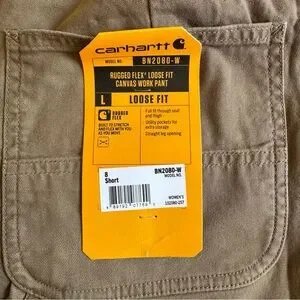 carhartt
MODEL NO.
BN2080-W
RUGGED FLEX® LOOSE FIT
CANVAS WORK PANT
L
LOOSE FIT
RUGGED
FLEX
BUILT TO STRETCH
AND FLEX WITH YOU
AS YOU MOVE
Full fit through seat
and thigh
Utility pockets for
extra storage
Straight leg opening
8
Short
BN2080-W
MODEL NO.
WOMEN'S